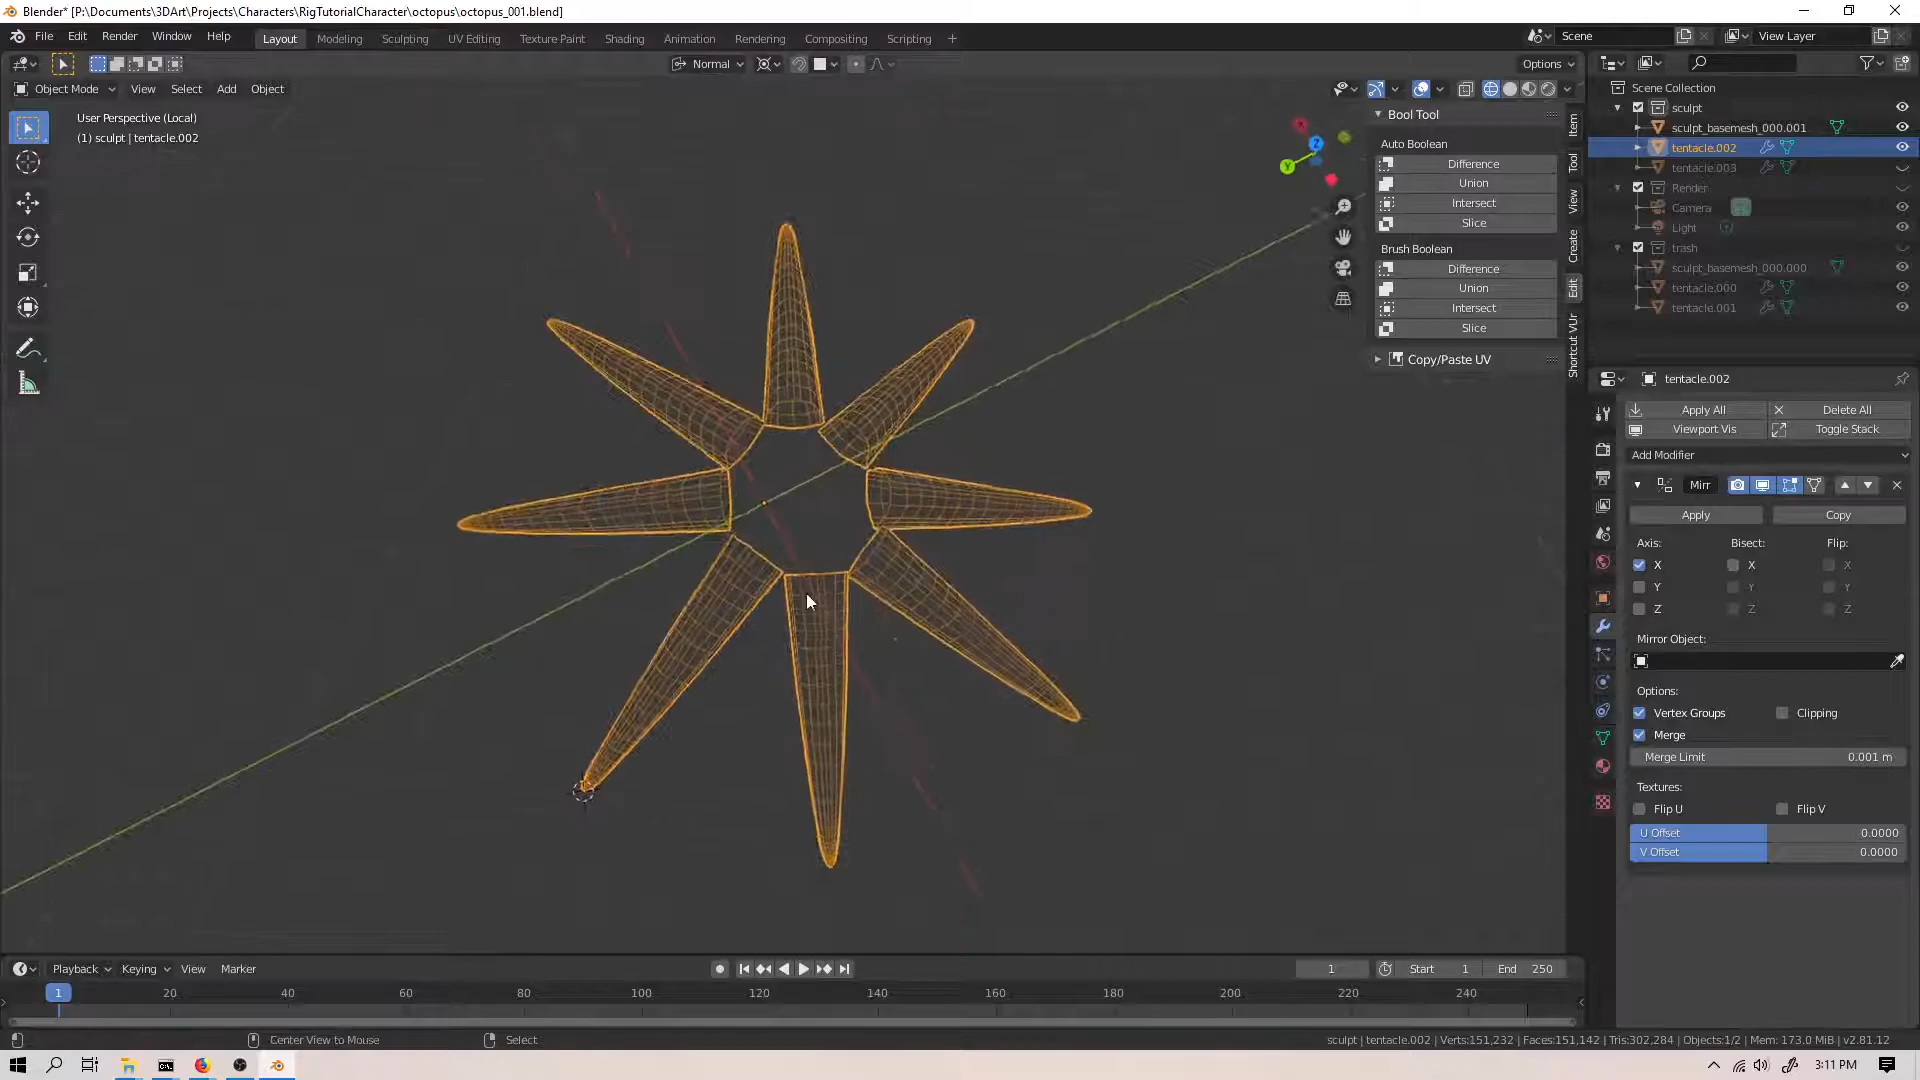 Blender* [P:\Documents\3DArt\Projects\Characters\RigTutorialCharacter\octopus\octopus_001.blend]
File Edit Render Window Help Layout Modeling Sculpting UV Editing Texture Paint Shading Animation Rendering Compositing Scripting + Scene View Layer
Normal Options
Object Mode View Select Add Object
User Perspective (Local)
(1) sculpt | tentacle.002
Bool Tool
Auto Boolean
Difference
Union
Intersect
Slice
Brush Boolean
Difference
Union
Intersect
Slice
Copy/Paste UV
Item
Tool
View
Create
Edit
Shortcut VUr
X
Y
Z
Scene Collection
sculpt
sculpt_basemesh_000.001
tentacle.002
tentacle.003
Render
Camera
Light
trash
sculpt_basemesh_000.000
tentacle.000
tentacle.001
tentacle.002
Apply All Delete All
Viewport Vis Toggle Stack
Add Modifier
Mirr
Apply Copy
Axis: Bisect: Flip:
X X X
Y Y Y
Z Z Z
Mirror Object:
Options:
Vertex Groups Clipping
Merge
Merge Limit 0.001 m
Textures:
Flip U Flip V
U Offset 0.0000
V Offset 0.0000
Playback Keying View Marker 1 Start 1 End 250
1 20 40 60 80 100 120 140 160 180 200 220 240
Center View to Mouse Select sculpt | tentacle.002 | Verts:151,232 | Faces:151,142 | Tris:302,284 | Objects:1/2 | Mem: 173.0 MiB | v2.81.12
3:11 PM